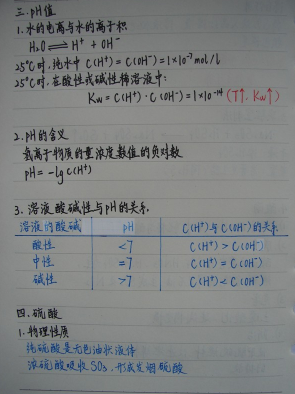 三.pH值
1.水的电离与水的离子积
H₂O⇌H⁺+OH⁻
25℃时,纯水中C(H⁺)=C(OH⁻)=1×10⁻⁷mol/L
25℃时,在酸性或碱性稀溶液中:
Kw=C(H⁺)·C(OH⁻)=1×10⁻¹⁴(T↑.Kw↑)
2.pH的含义
氢离子物质的量浓度数值的负对数
pH=-lgC(H⁺)
3.溶液酸碱性与pH的关系
溶液的酸碱 pH C(H⁺)与C(OH⁻)的关系
酸性 <7 C(H⁺)>C(OH⁻)
中性 =7 C(H⁺)=C(OH⁻)
碱性 >7 C(H⁺)<C(OH⁻)
四.硫酸
1.物理性质
纯硫酸是无色油状液体
浓硫酸吸收SO₃.形成发烟硫酸